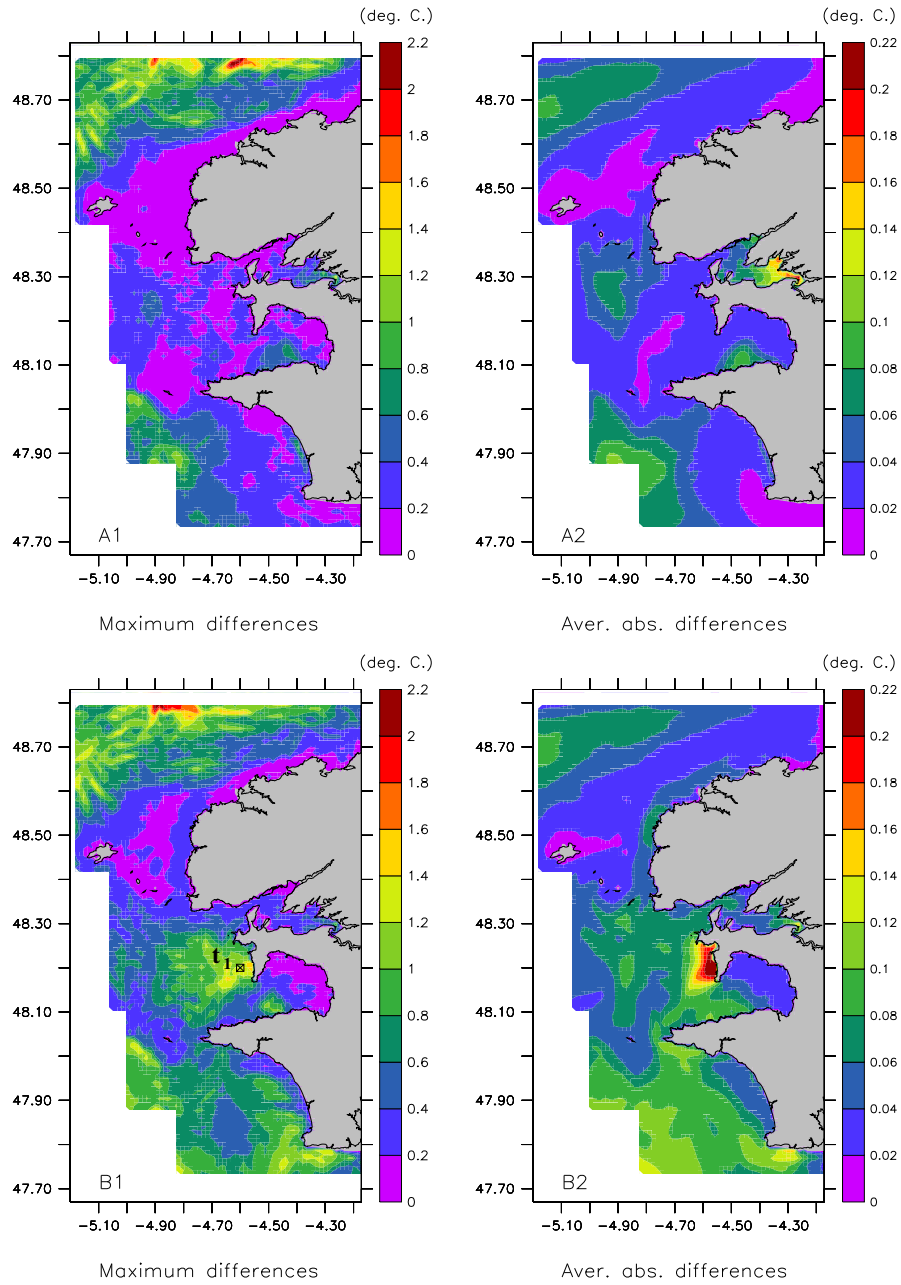 (deg. C.) (deg. C.)
2.2 0.22
48.70 2 48.70 0.2
1.8 0.18
1.6 0.16
48.50 1.4 48.50 0.14
48.30 1.2 48.30 0.12
1 0.1
48.10 0.8 48.10 0.08
0.6 0.06
47.90 0.4 47.90 0.04
0.2 0.02
47.70 A1 0 47.70 A2 0
−5.10 −4.90 −4.70 −4.50 −4.30 −5.10 −4.90 −4.70 −4.50 −4.30
Maximum differences Aver. abs. differences
(deg. C.) (deg. C.)
2.2 0.22
48.70 2 48.70 0.2
1.8 0.18
1.6 0.16
48.50 1.4 48.50 0.14
48.30 1.2 48.30 0.12
t1
1 0.1
48.10 0.8 48.10 0.08
0.6 0.06
47.90 0.4 47.90 0.04
0.2 0.02
47.70 B1 0 47.70 B2 0
−5.10 −4.90 −4.70 −4.50 −4.30 −5.10 −4.90 −4.70 −4.50 −4.30
Maximum differences Aver. abs. differences